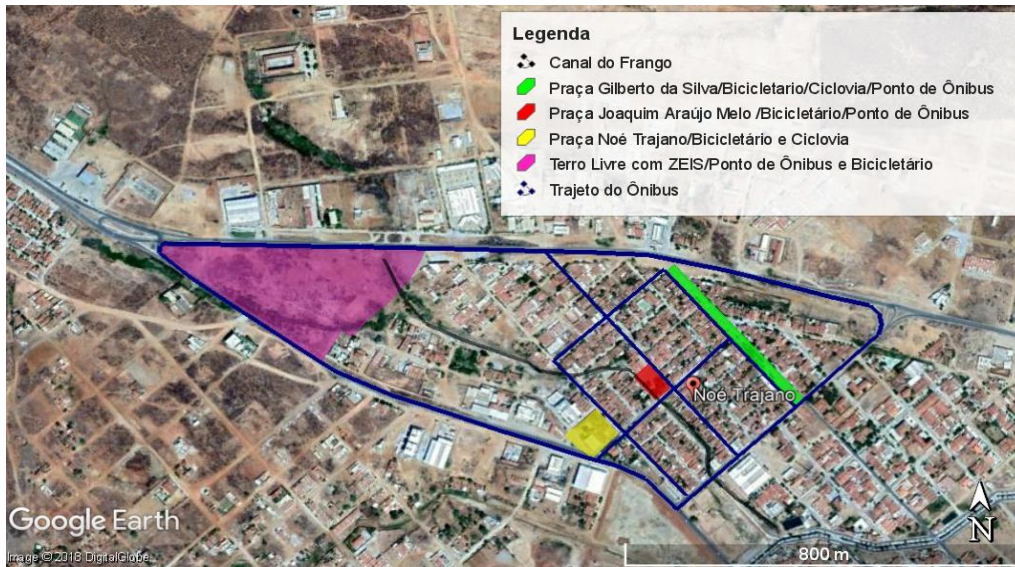 Legenda
Canal do Frango
Praça Gilberto da Silva/Bicicletario/Ciclovia/Ponto de Ônibus
Praça Joaquim Araújo Melo /Bicicletário/Ponto de Ônibus
Praça Noé Trajano/Bicicletário e Ciclovia
Terro Livre com ZEIS/Ponto de Ônibus e Bicicletário
Trajeto do Ônibus
Noé Trajano
Google Earth
N
Image © 2018 DigitalGlobe
800 m